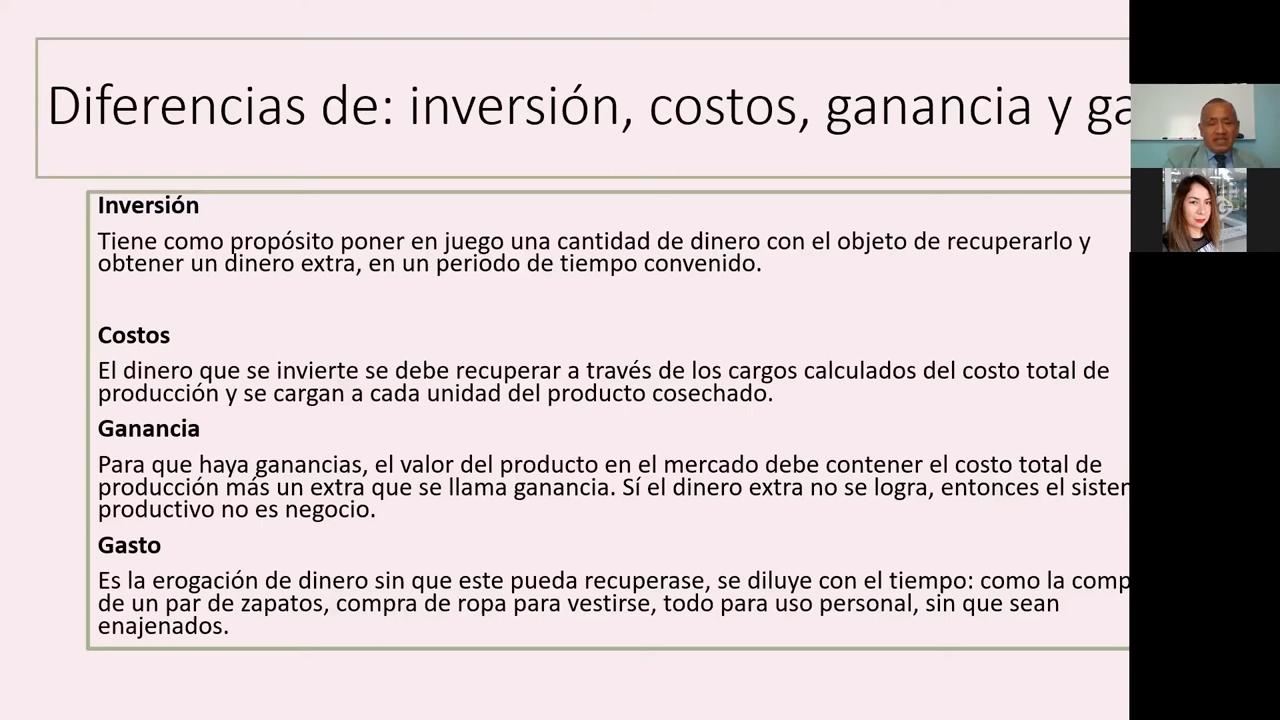 Diferencias de: inversión, costos, ganancia y ga
Inversión
Tiene como propósito poner en juego una cantidad de dinero con el objeto de recuperarlo y
obtener un dinero extra, en un periodo de tiempo convenido.
Costos
El dinero que se invierte se debe recuperar a través de los cargos calculados del costo total de
producción y se cargan a cada unidad del producto cosechado.
Ganancia
Para que haya ganancias, el valor del producto en el mercado debe contener el costo total de
producción más un extra que se llama ganancia. Sí el dinero extra no se logra, entonces el sistem
productivo no es negocio.
Gasto
Es la erogación de dinero sin que este pueda recuperase, se diluye con el tiempo: como la comp
de un par de zapatos, compra de ropa para vestirse, todo para uso personal, sin que sean
enajenados.